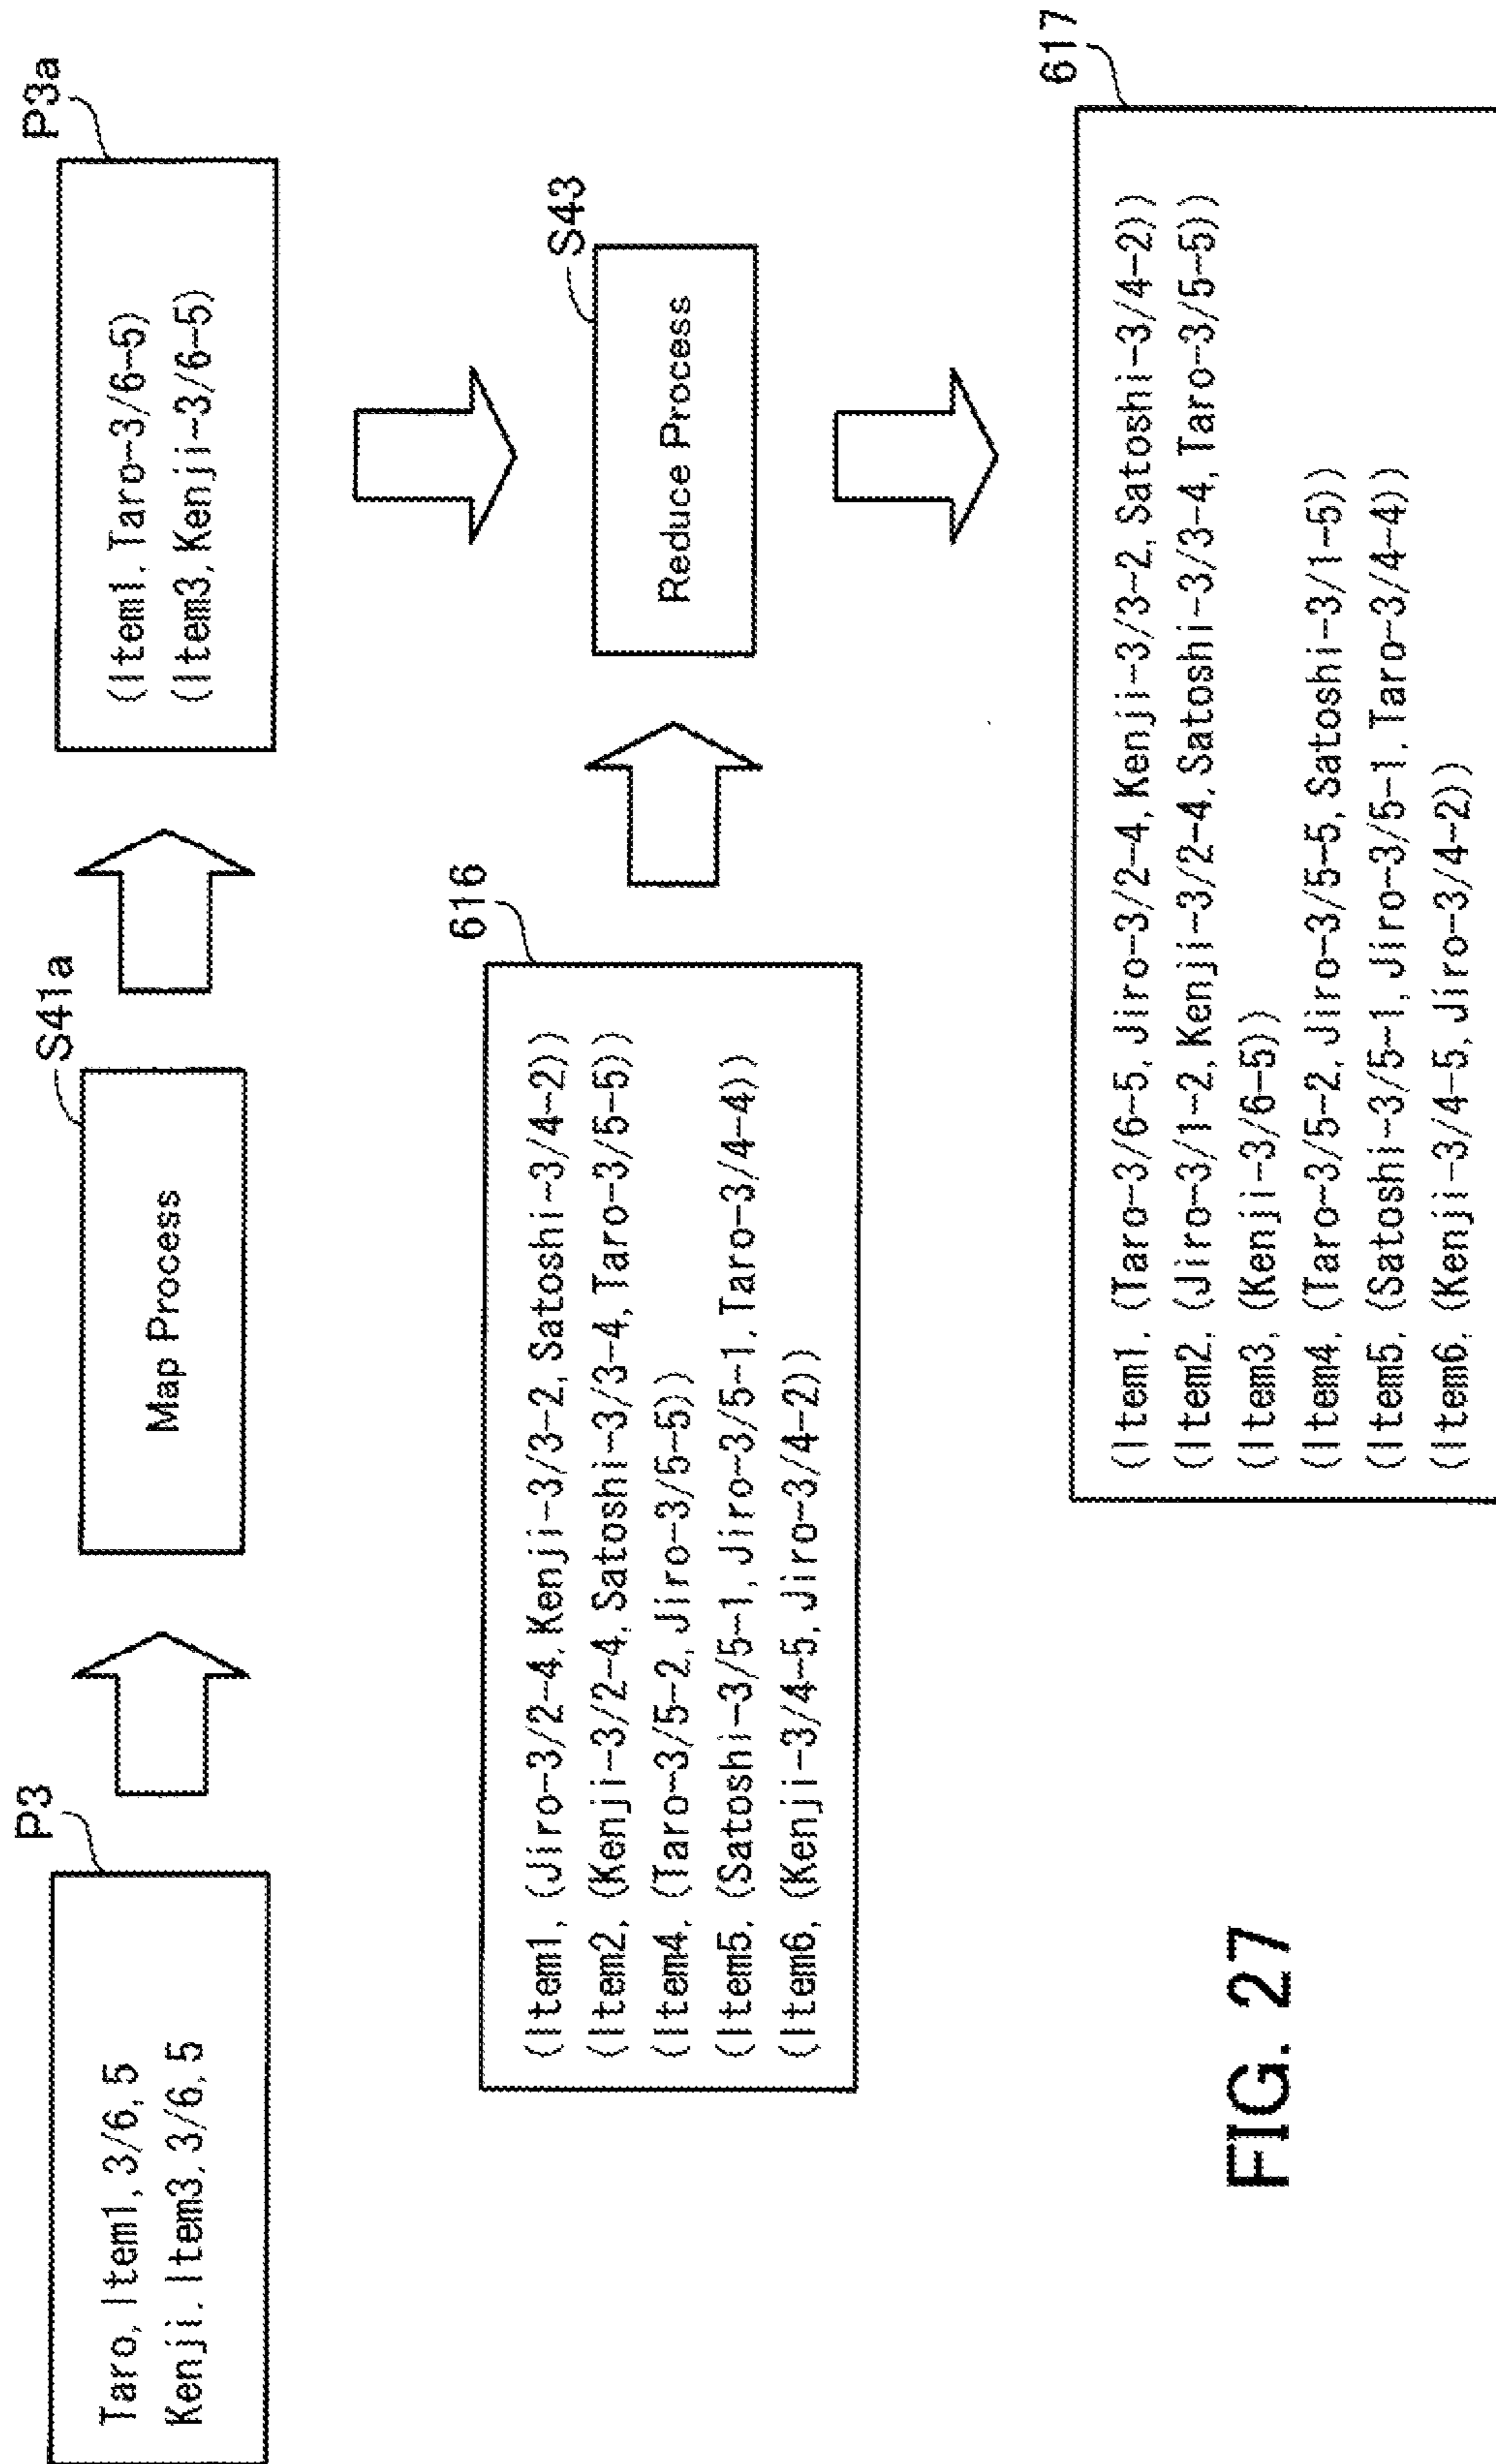 P3
Taro, Item1, 3/6, 5
Kenji, Item3, 3/6, 5
S41a
Map Process
P3a
(Item1, Taro-3/6-5)
(Item3, Kenji-3/6-5)
616
(Item1, (Jiro-3/2-4, Kenji-3/3-2, Satoshi-3/4-2))
(Item2, (Kenji-3/2-4, Satoshi-3/3-4, Taro-3/5-5))
(Item4, (Taro-3/5-2, Jiro-3/5-5))
(Item5, (Satoshi-3/5-1, Jiro-3/5-1, Taro-3/4-4))
(Item6, (Kenji-3/4-5, Jiro-3/4-2))
S43
Reduce Process
617
(Item1, (Taro-3/6-5, Jiro-3/2-4, Kenji-3/3-2, Satoshi-3/4-2))
(Item2, (Jiro-3/1-2, Kenji-3/2-4, Satoshi-3/3-4, Taro-3/5-5))
(Item3, (Kenji-3/6-5))
(Item4, (Taro-3/5-2, Jiro-3/5-5, Satoshi-3/1-5))
(Item5, (Satoshi-3/5-1, Jiro-3/5-1, Taro-3/4-4))
(Item6, (Kenji-3/4-5, Jiro-3/4-2))
FIG. 27